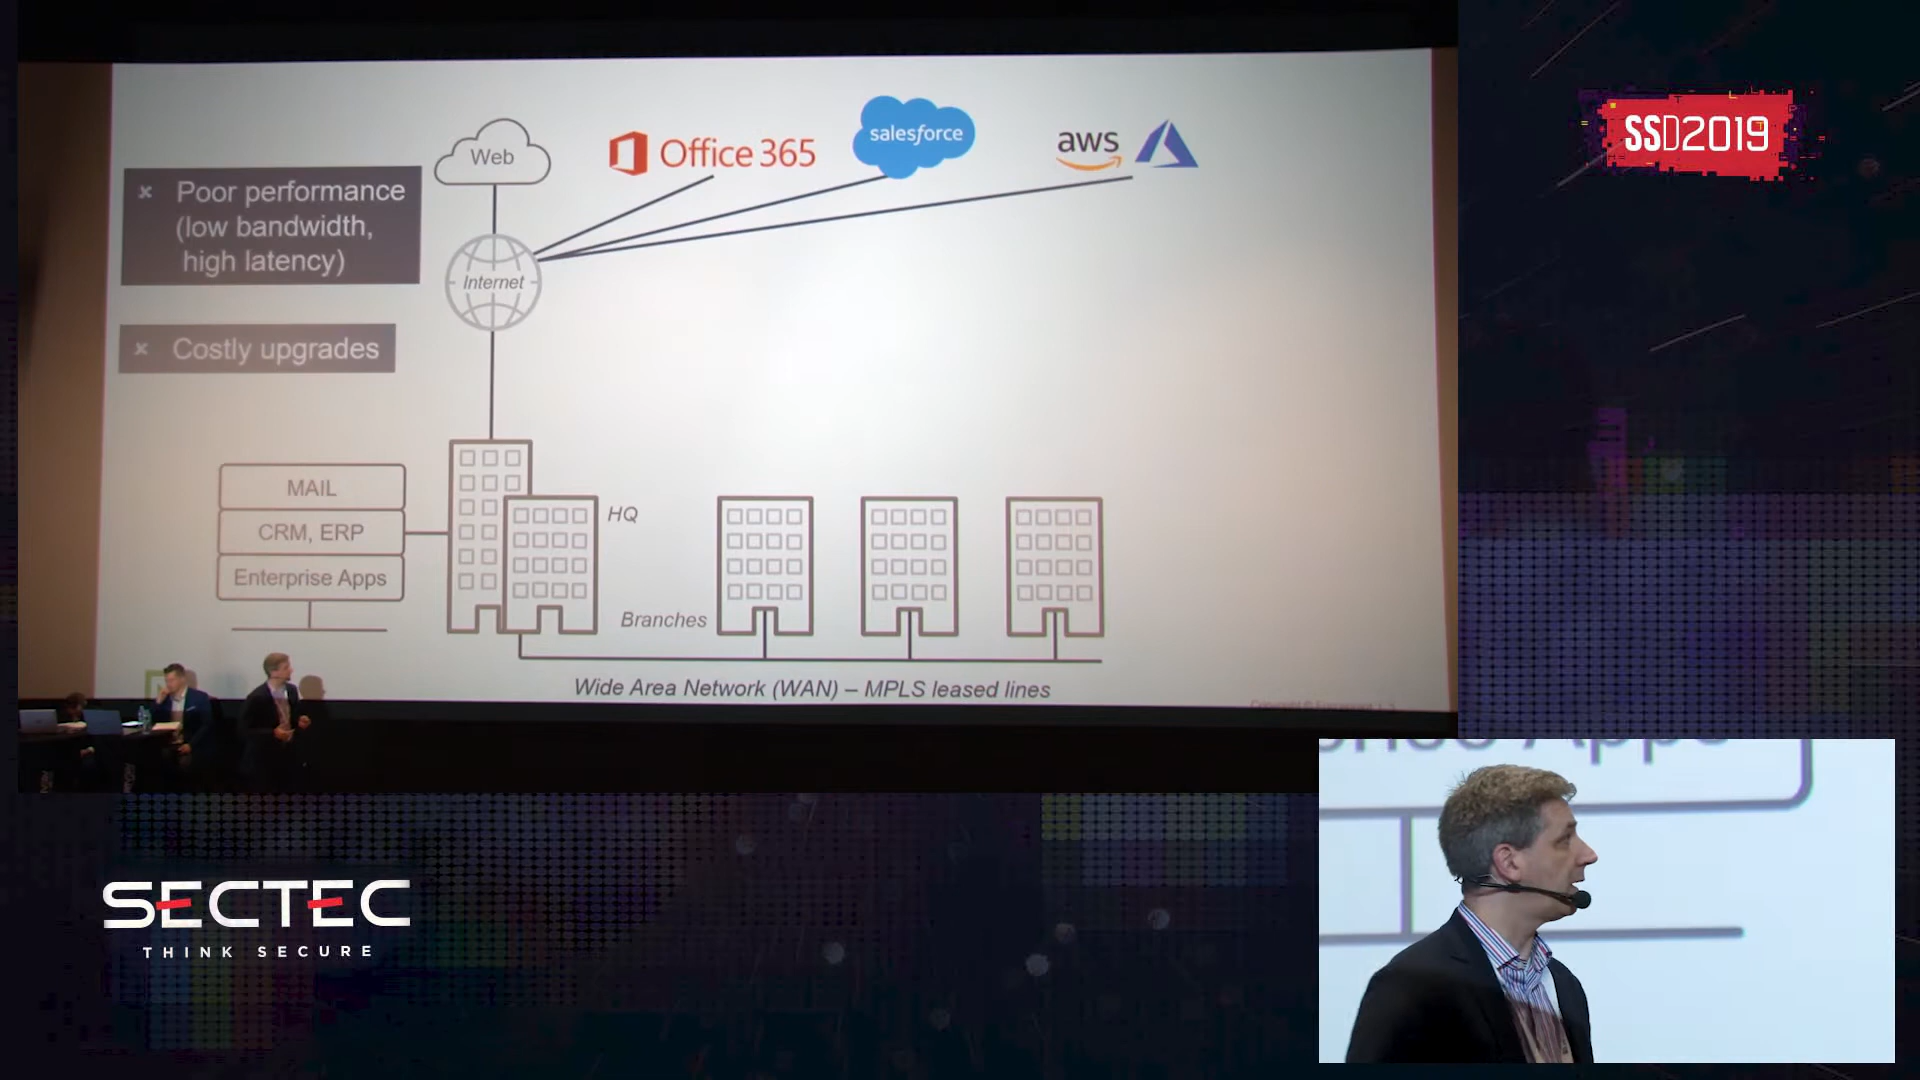 Web
Office 365
salesforce
aws
SSD2019
× Poor performance
(low bandwidth,
high latency)
Internet
× Costly upgrades
MAIL
CRM, ERP
Enterprise Apps
HQ
Branches
Wide Area Network (WAN) – MPLS leased lines
SECTEC
THINK SECURE